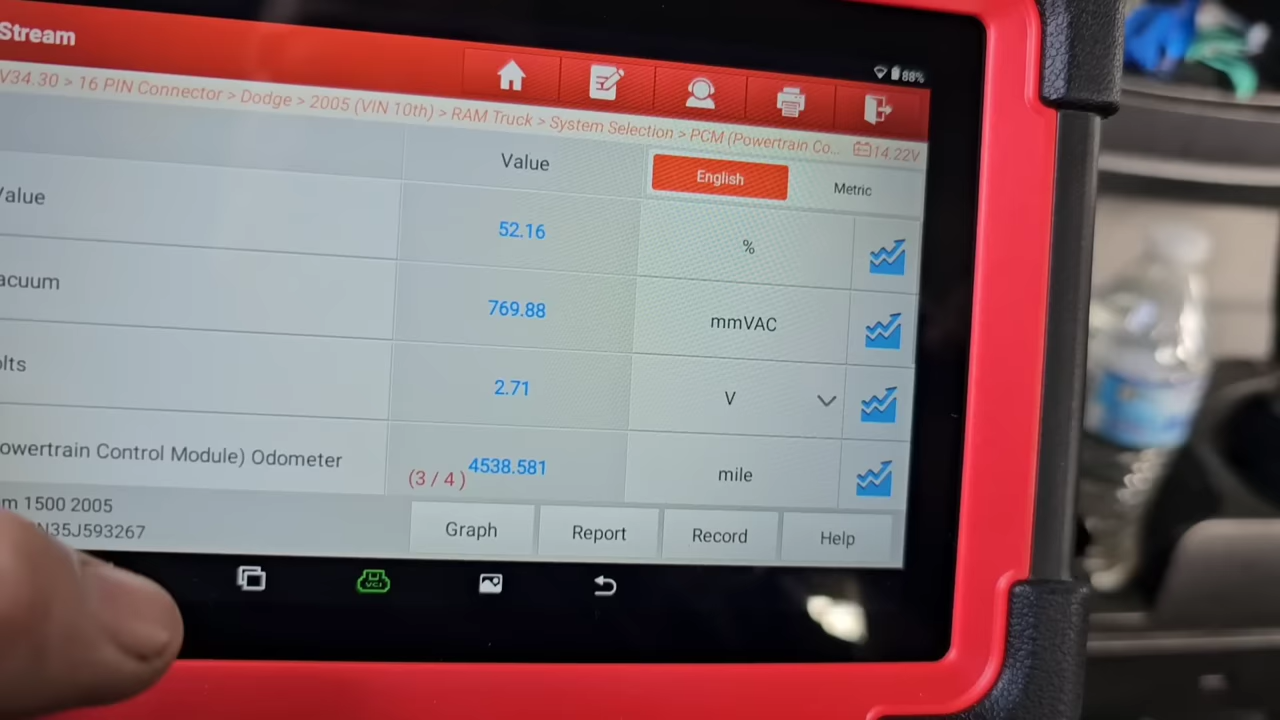 Stream
88%
V34.30 > 16 PIN Connector > Dodge > 2005 (VIN 10th) > RAM Truck > System Selection > PCM (Powertrain Co... 14.22V
Value
English
Metric
Value
52.16
%
acuum
769.88
mmVAC
olts
2.71
V
owertrain Control Module) Odometer
(3 / 4)
4538.581
mile
m 1500 2005
N35J593267
Graph
Report
Record
Help
VCI